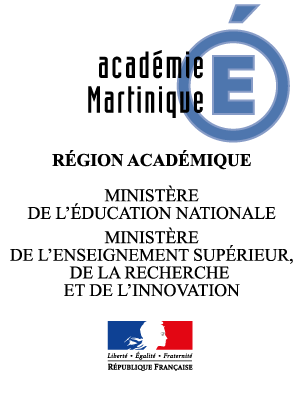 académie
Martinique
É
RÉGION ACADÉMIQUE
MINISTÈRE
DE L'ÉDUCATION NATIONALE
MINISTÈRE
DE L'ENSEIGNEMENT SUPÉRIEUR,
DE LA RECHERCHE
ET DE L'INNOVATION
Liberté • Égalité • Fraternité
RÉPUBLIQUE FRANÇAISE